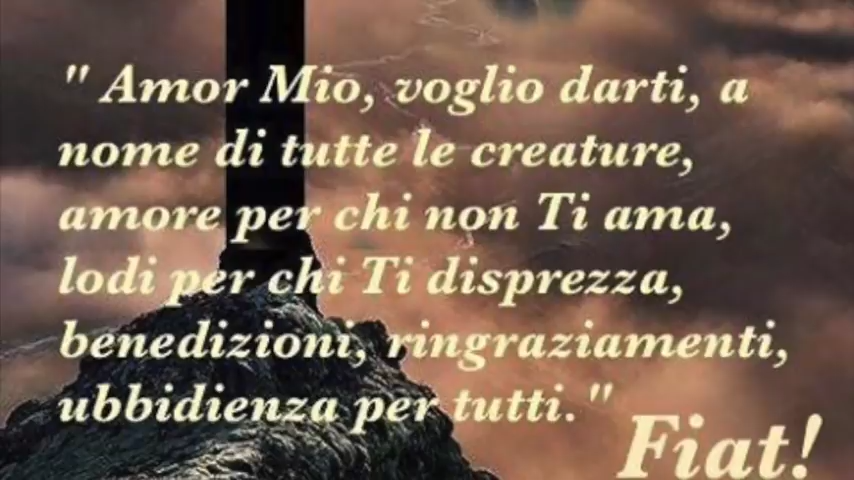 " Amor Mio, voglio darti, a
nome di tutte le creature,
amore per chi non Ti ama,
lodi per chi Ti disprezza,
benedizioni, ringraziamenti,
ubbidienza per tutti."
Fiat!